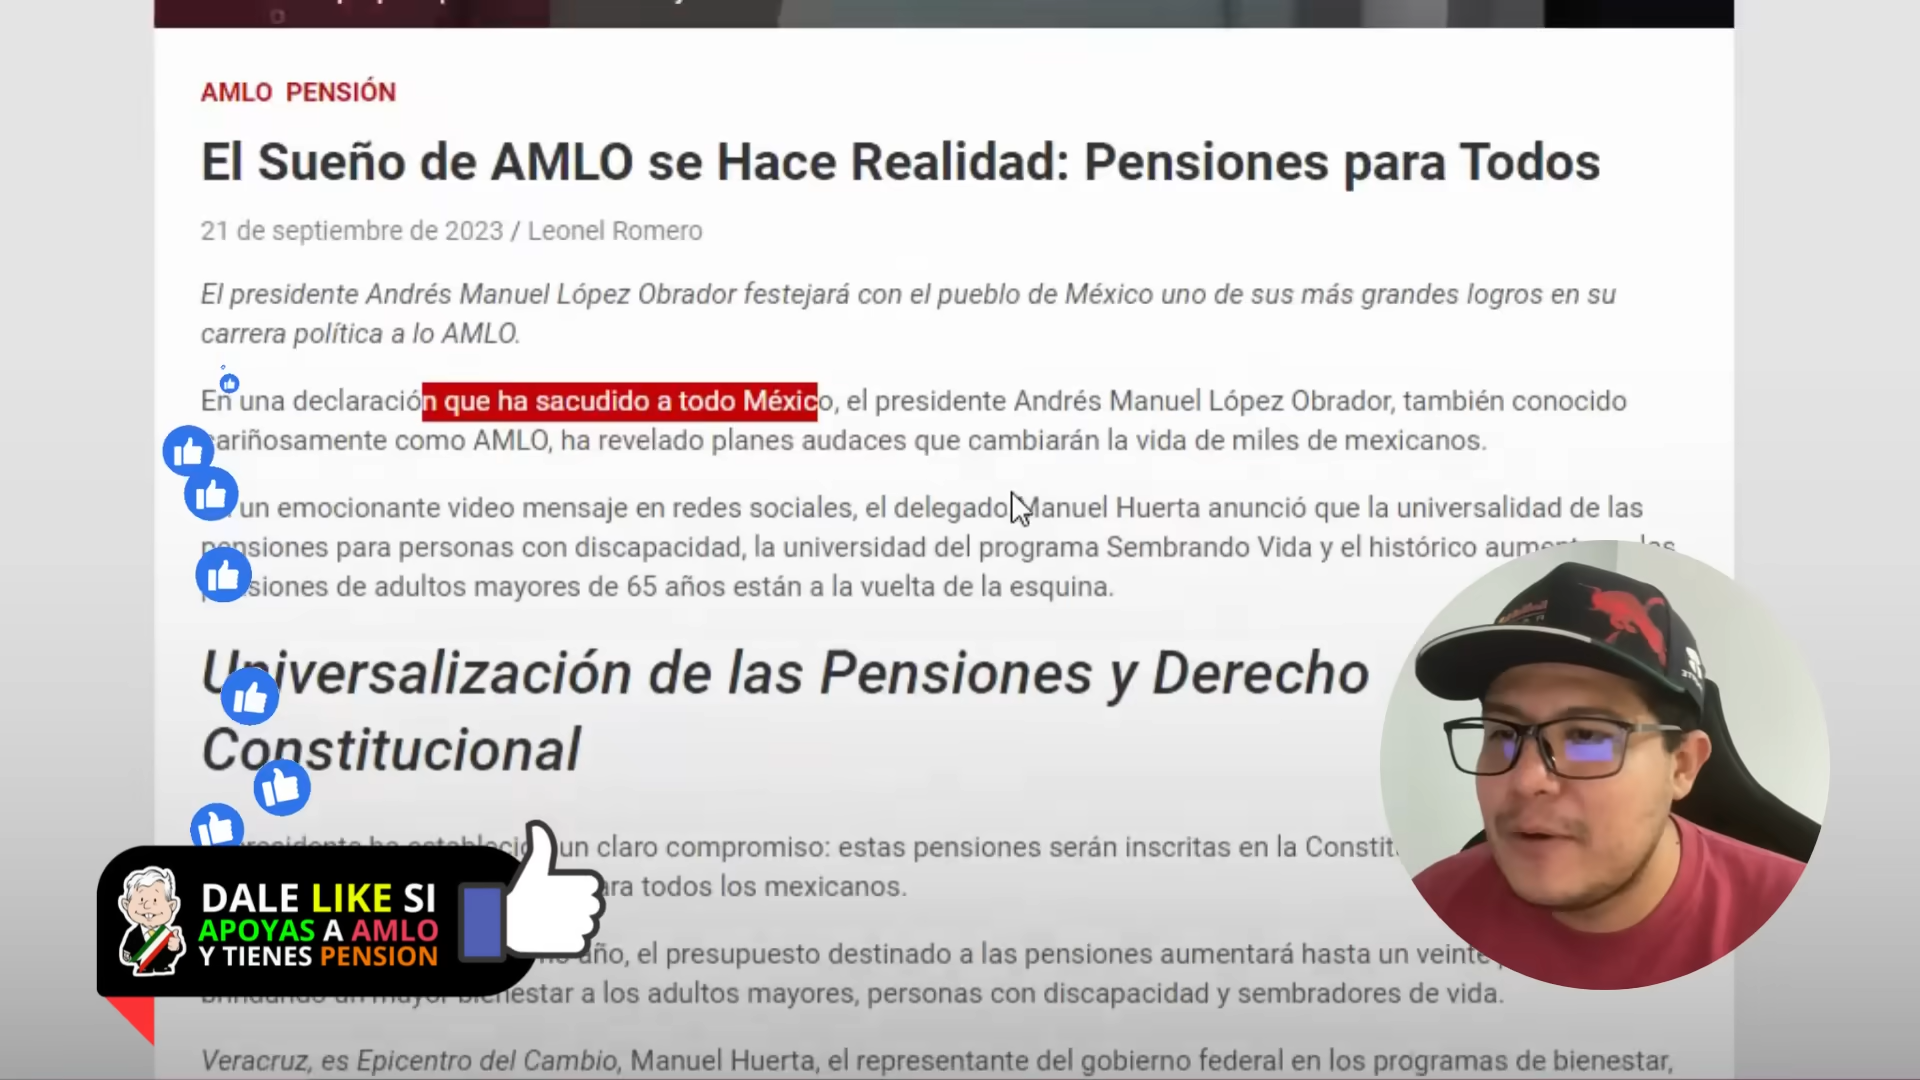 AMLO PENSIÓN
El Sueño de AMLO se Hace Realidad: Pensiones para Todos
21 de septiembre de 2023 / Leonel Romero
El presidente Andrés Manuel López Obrador festejará con el pueblo de México uno de sus más grandes logros en su
carrera política a lo AMLO.
En una declaración que ha sacudido a todo México, el presidente Andrés Manuel López Obrador, también conocido
cariñosamente como AMLO, ha revelado planes audaces que cambiarán la vida de miles de mexicanos.
un emocionante video mensaje en redes sociales, el delegado Manuel Huerta anunció que la universalidad de las
pensiones para personas con discapacidad, la universidad del programa Sembrando Vida y el histórico
pensiones de adultos mayores de 65 años están a la vuelta de la esquina.
Universalización de las Pensiones y Derecho
Constitucional
un claro compromiso: estas pensiones serán inscritas en la
para todos los mexicanos.
año, el presupuesto destinado a las pensiones aumentará hasta un veinte
brindando un mayor bienestar a los adultos mayores, personas con discapacidad y sembradores de vida.
Veracruz, es Epicentro del Cambio, Manuel Huerta, el representante del gobierno federal en los programas de bienestar,
DALE LIKE SI
APOYAS A AMLO
Y TIENES PENSION